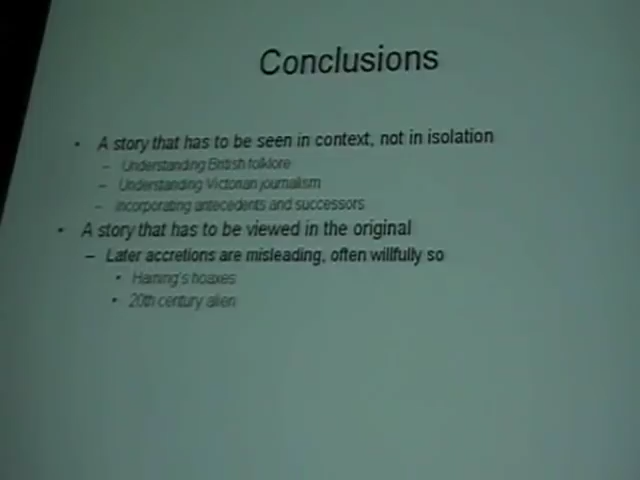 Conclusions
• A story that has to be seen in context, not in isolation
– Understanding British folklore
– Understanding Victorian journalism
– Incorporating antecedents and successors
• A story that has to be viewed in the original
– Later accretions are misleading, often willfully so
• Haining's hoaxes
• 20th century alien